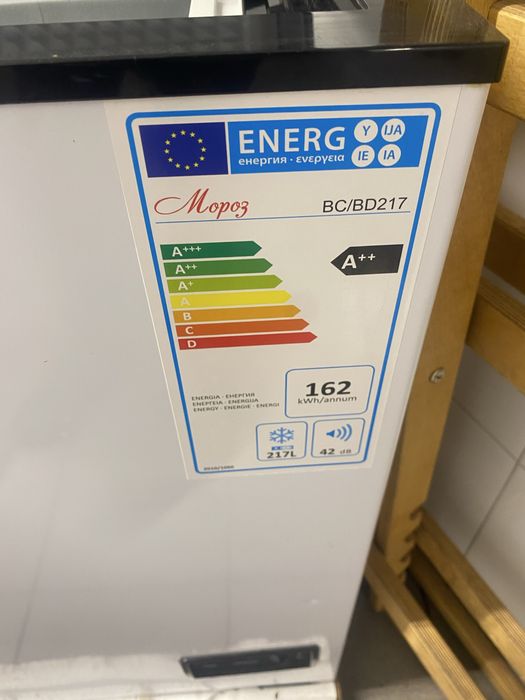 ENERG Y IJA
енергия · ενεργεια IE IA
Мороз BC/BD217
A+++
A++ A++
A+
A
B
C
D
ENERGIA · ЕНЕРГИЯ
ΕΝΕΡΓΕΙΑ · ENERGIJA
ENERGY · ENERGIE · ENERGI
162
kWh/annum
217L 42 dB
2010/1060